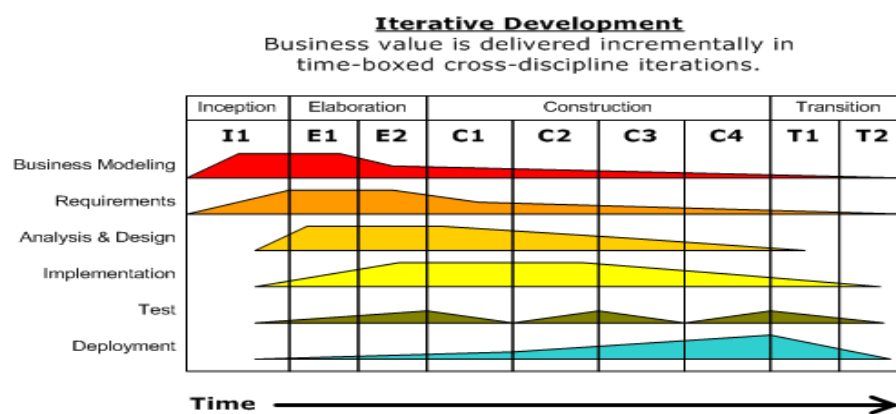 Iterative Development
Business value is delivered incrementally in
time-boxed cross-discipline iterations.
Inception Elaboration Construction Transition
I1 E1 E2 C1 C2 C3 C4 T1 T2
Business Modeling
Requirements
Analysis & Design
Implementation
Test
Deployment
Time